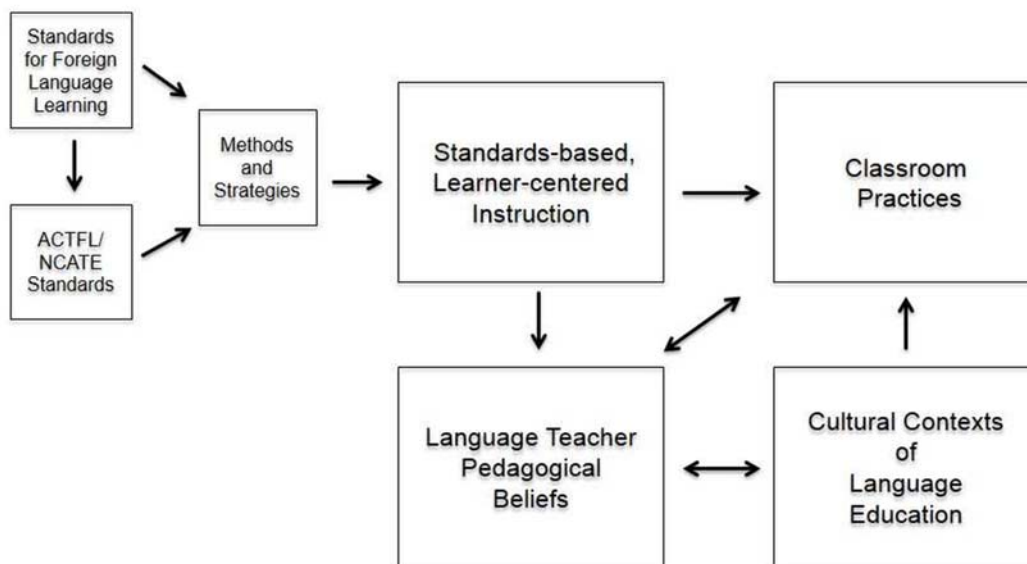 Standards
for Foreign
Language
Learning
ACTFL/
NCATE
Standards
Methods
and
Strategies
Standards-based,
Learner-centered
Instruction
Classroom
Practices
Language Teacher
Pedagogical
Beliefs
Cultural Contexts
of
Language
Education